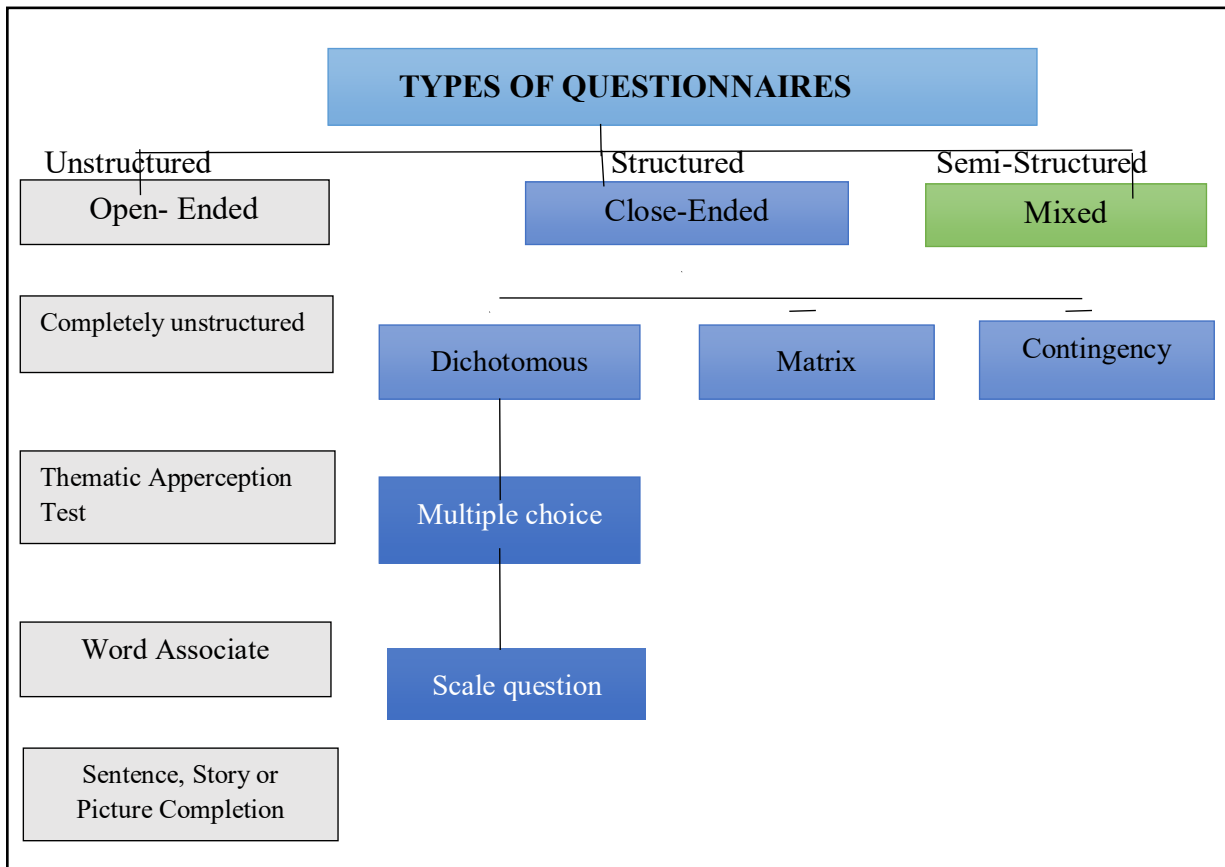 TYPES OF QUESTIONNAIRES
Unstructured
Structured
Semi-Structured
Open- Ended
Close-Ended
Mixed
Completely unstructured
Dichotomous
Matrix
Contingency
Thematic Apperception
Test
Multiple choice
Word Associate
Scale question
Sentence, Story or
Picture Completion